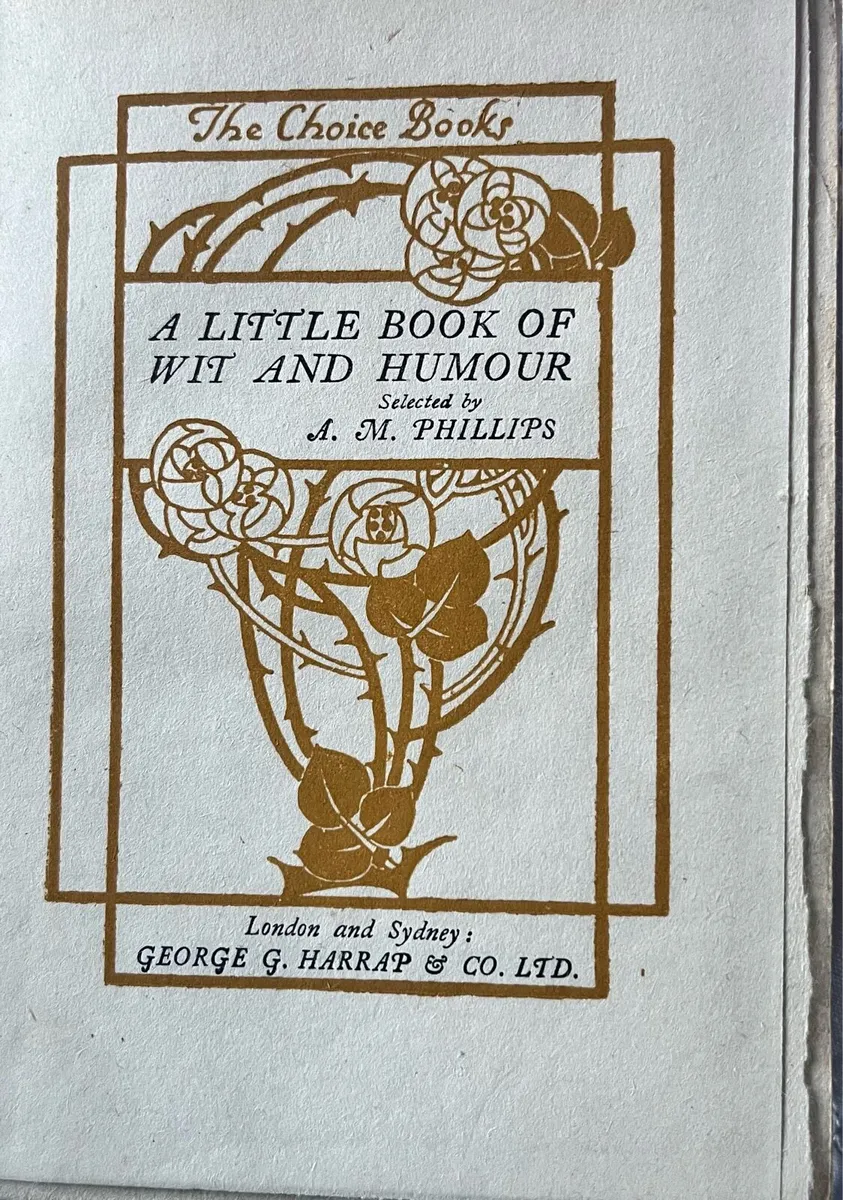 The Choice Books
A LITTLE BOOK OF
WIT AND HUMOUR
Selected by
A. M. PHILLIPS
London and Sydney:
GEORGE G. HARRAP & CO. LTD.